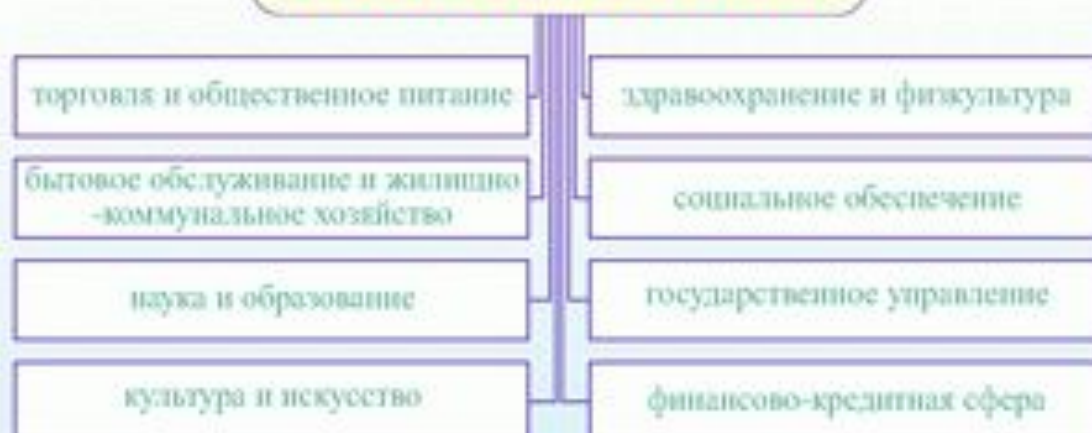 торговля и общественное питание
бытовое обслуживание и жилищно
-коммунальное хозяйство
наука и образование
культура и искусство
здравоохранение и физкультура
социальное обеспечение
государственное управление
финансово-кредитная сфера